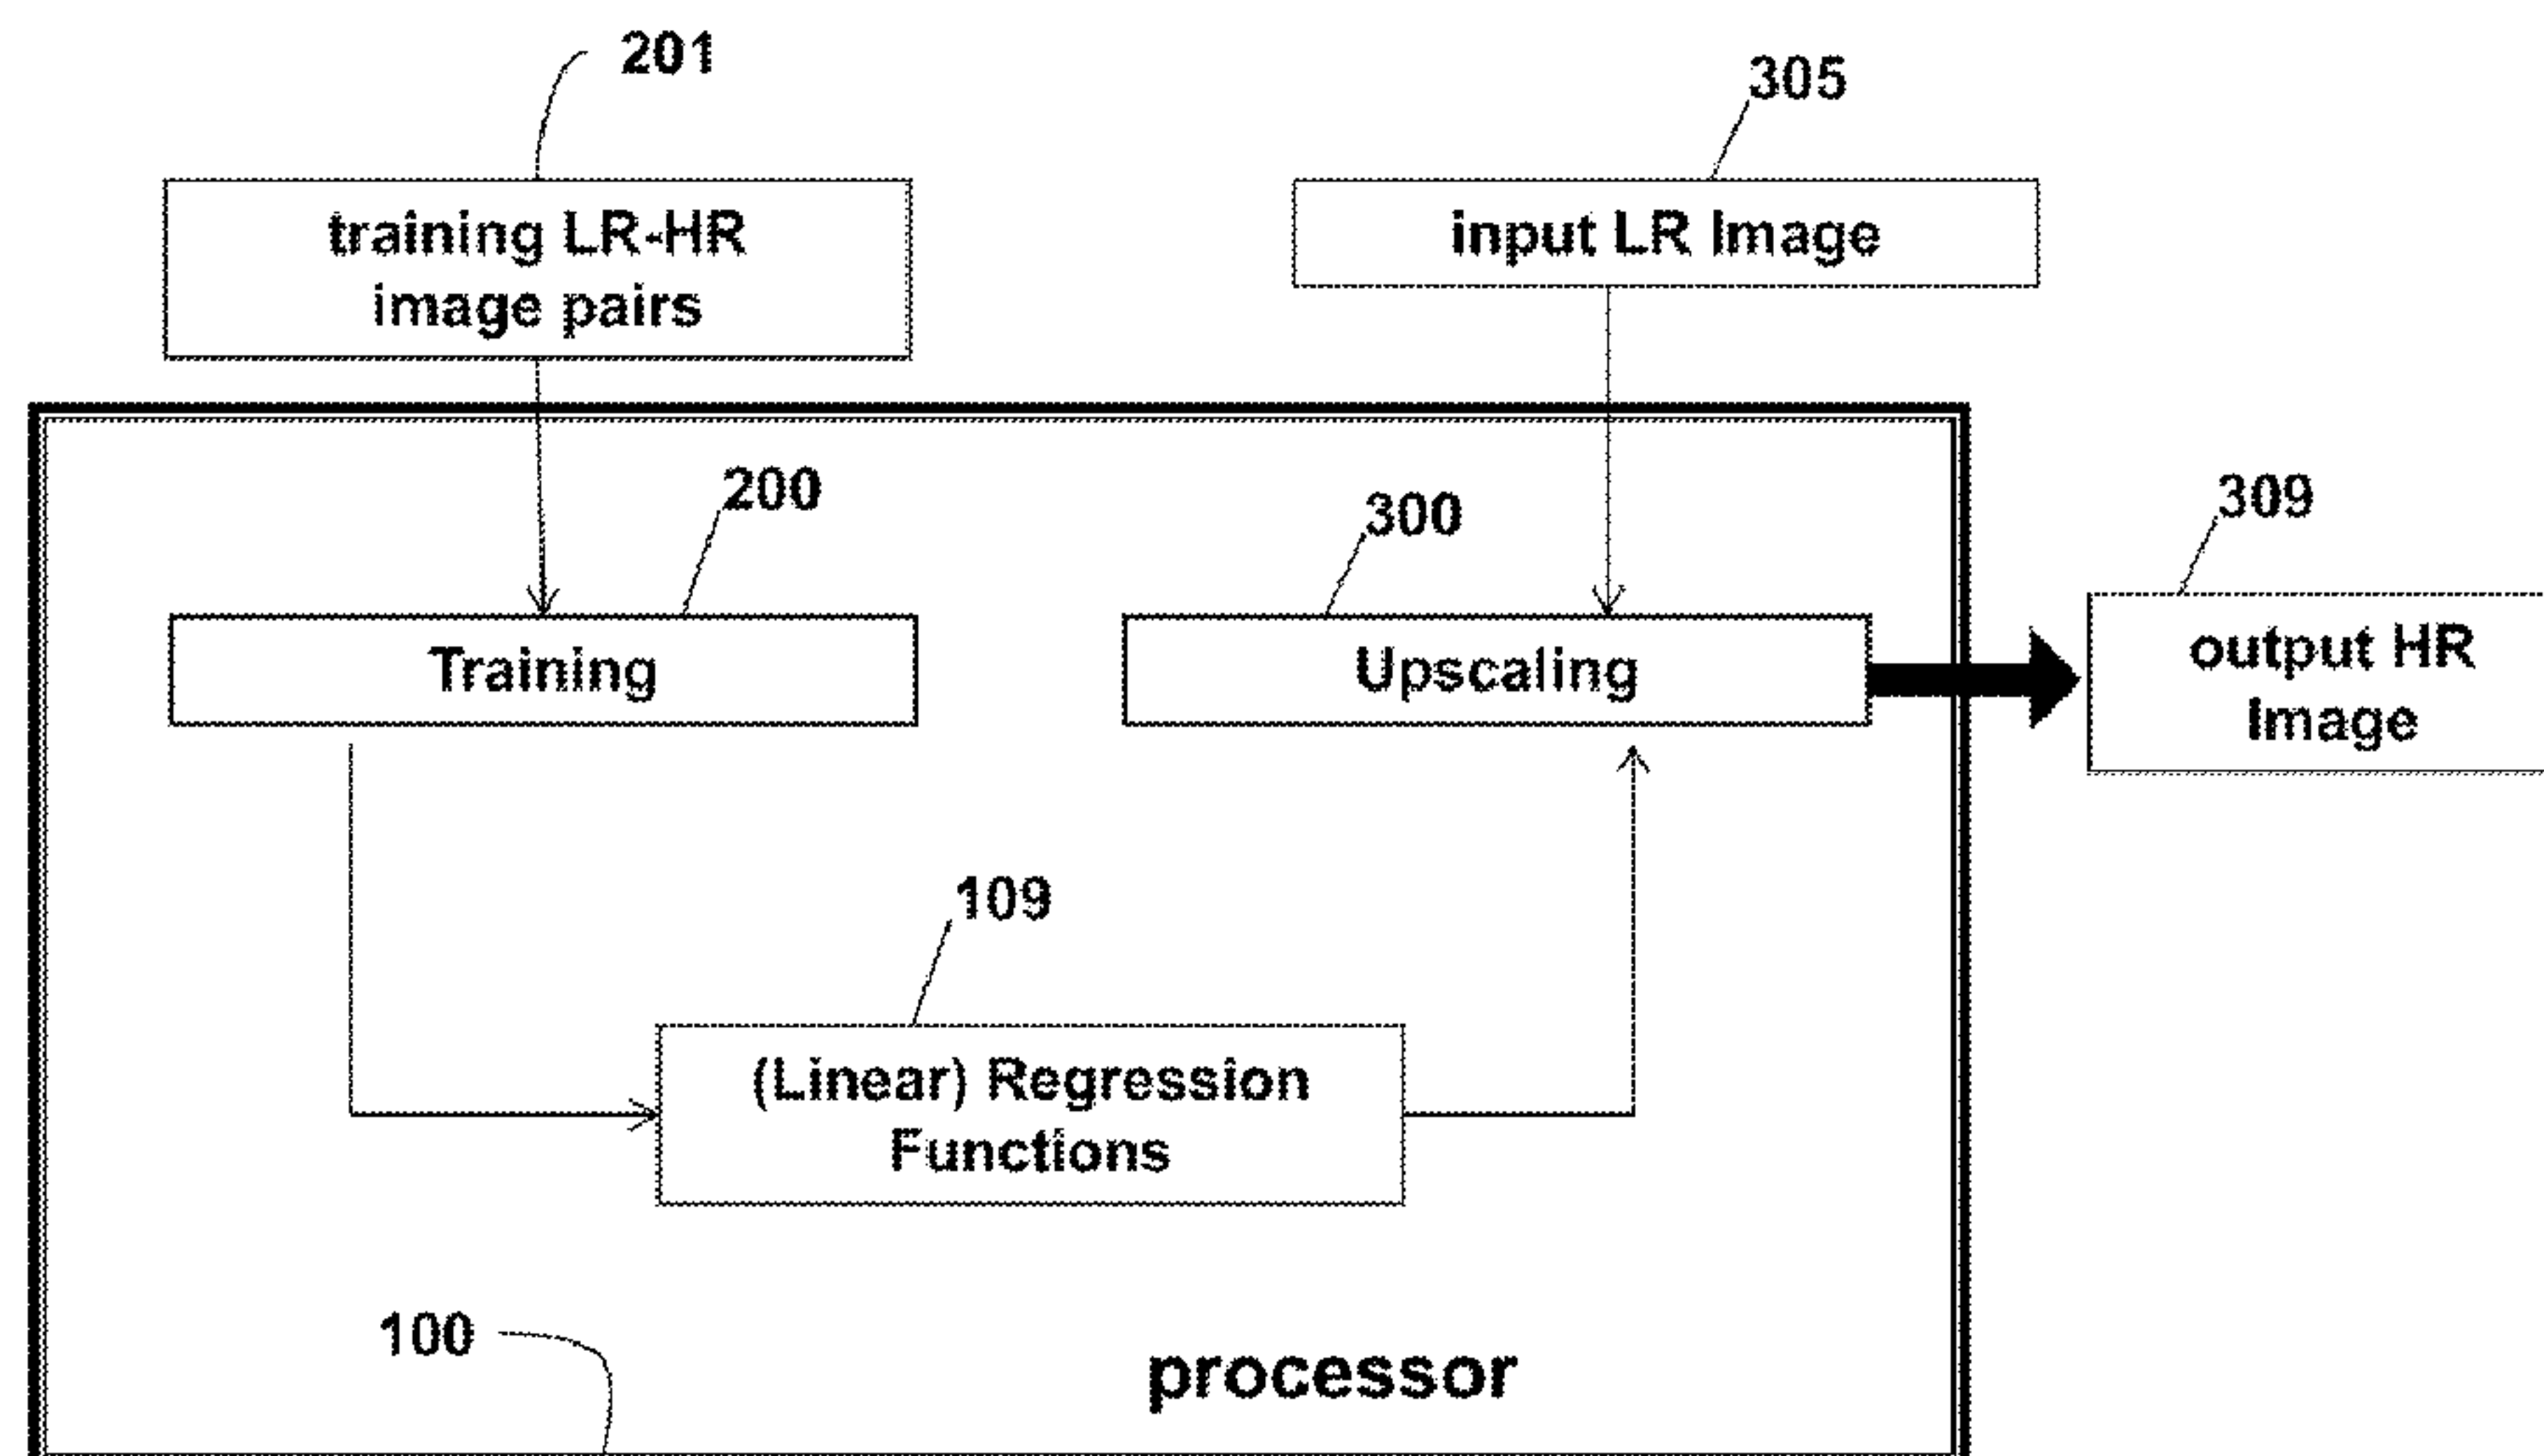 201
305
training LR-HR
image pairs
input LR Image
200
300
309
Training
Upscaling
output HR
Image
109
(Linear) Regression
Functions
100
processor